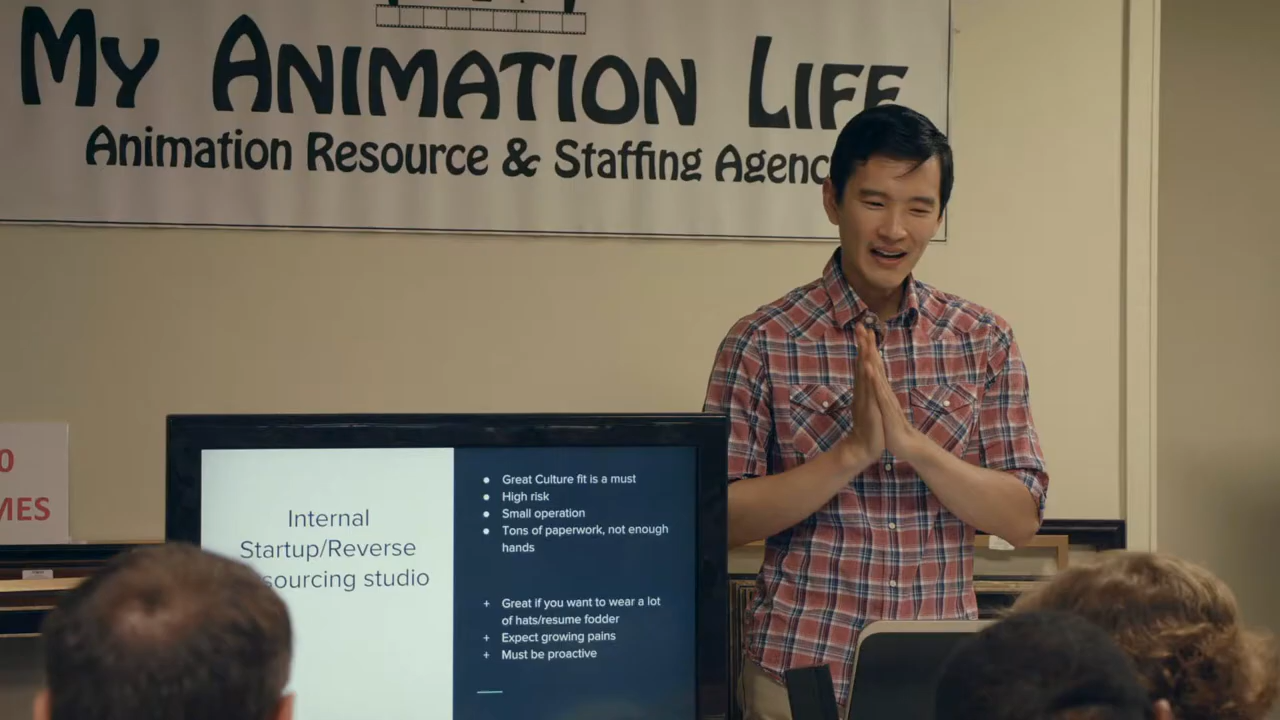 My Animation Life
Animation Resource & Staffing Agenc
0
MES
Internal
Startup/Reverse
sourcing studio
● Great Culture fit is a must
● High risk
● Small operation
● Tons of paperwork, not enough
hands
+ Great if you want to wear a lot
of hats/resume fodder
+ Expect growing pains
+ Must be proactive